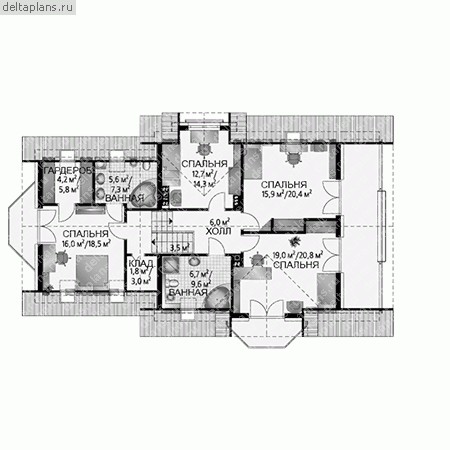 deltaplans.ru
СПАЛЬНЯ
12,7 м²/
14,3 м²
ГАРДЕРОБ
4,2 м²/
5,8 м²
5,6 м²/
7,3 м²
ВАННАЯ
СПАЛЬНЯ
15,9 м²/20,4 м²
6,0 м²
ХОЛЛ
СПАЛЬНЯ
16,0 м²/18,5 м²
3,5 м²
19,0 м²/20,8 м²
СПАЛЬНЯ
КЛАД.
1,8 м²/
3,0 м²
6,7 м²/
9,6 м²
ВАННАЯ